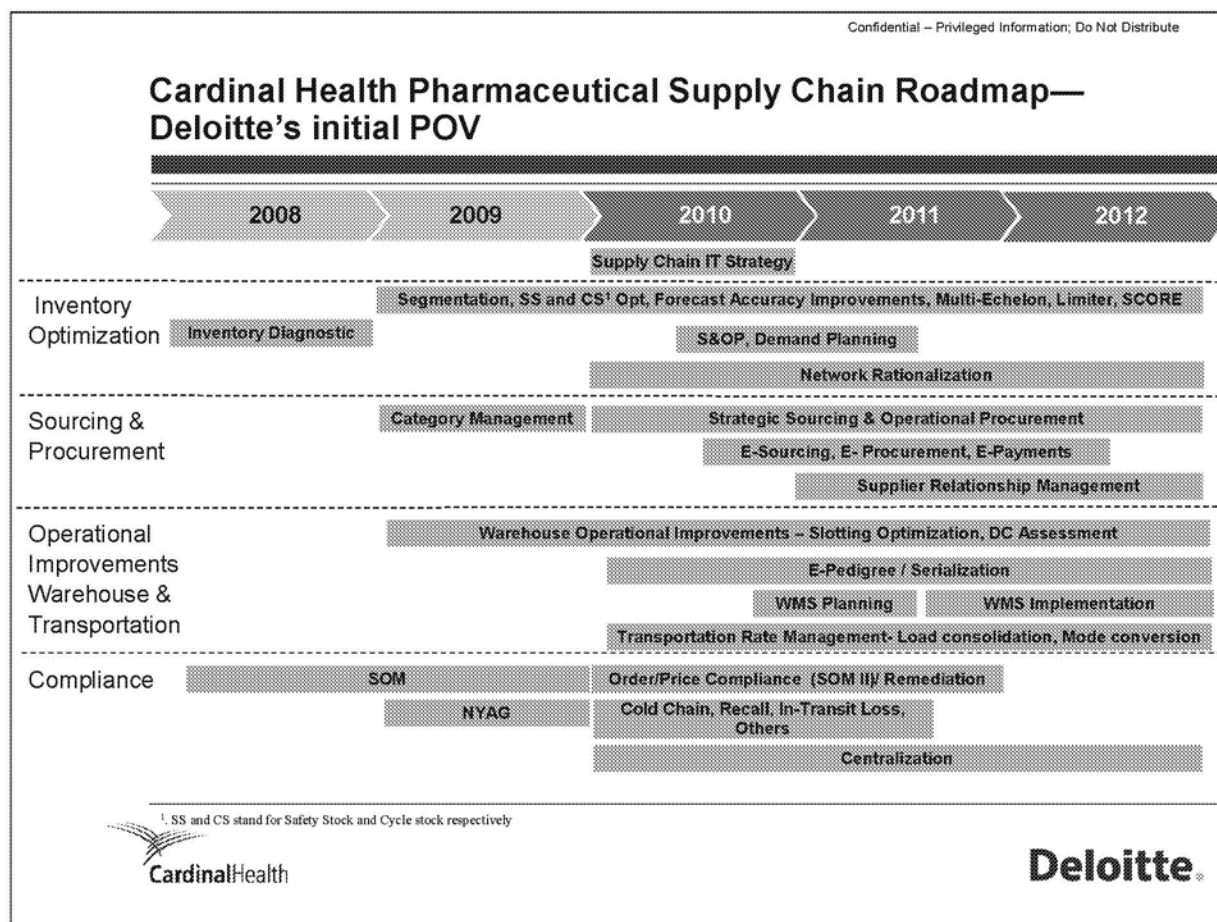 Confidential – Privileged Information; Do Not Distribute
Cardinal Health Pharmaceutical Supply Chain Roadmap—
Deloitte's initial POV
2008 2009 2010 2011 2012
Supply Chain IT Strategy
Inventory
Optimization
Segmentation, SS and CS¹ Opt, Forecast Accuracy Improvements, Multi-Echelon, Limiter, SCORE
Inventory Diagnostic
S&OP, Demand Planning
Network Rationalization
Sourcing &
Procurement
Category Management
Strategic Sourcing & Operational Procurement
E-Sourcing, E- Procurement, E-Payments
Supplier Relationship Management
Operational
Improvements
Warehouse &
Transportation
Warehouse Operational Improvements – Slotting Optimization, DC Assessment
E-Pedigree / Serialization
WMS Planning
WMS Implementation
Transportation Rate Management- Load consolidation, Mode conversion
Compliance
SOM
Order/Price Compliance (SOM II)/ Remediation
NYAG
Cold Chain, Recall, In-Transit Loss,
Others
Centralization
¹. SS and CS stand for Safety Stock and Cycle stock respectively
CardinalHealth
Deloitte.